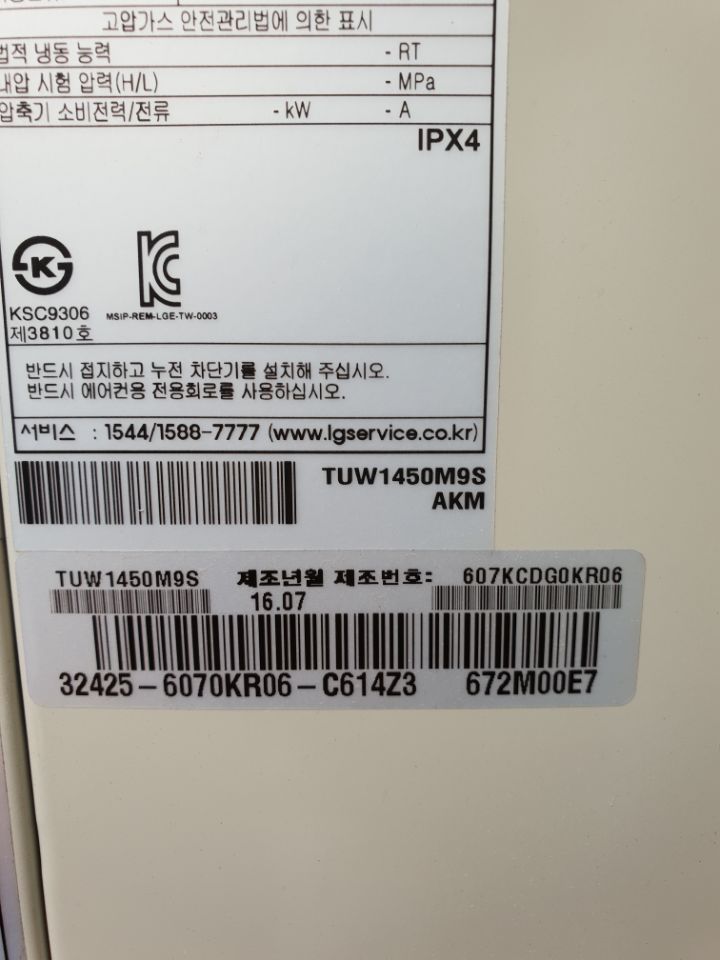 고압가스 안전관리법에 의한 표시
법적 냉동 능력 - RT
내압 시험 압력(H/L) - MPa
압축기 소비전력/전류 - kW - A
IPX4
K
KC
KSC9306
제3810호
MSIP-REM-LGE-TW-0003
반드시 접지하고 누전 차단기를 설치해 주십시오.
반드시 에어컨용 전용회로를 사용하십시오.
서비스 : 1544/1588-7777 (www.lgservice.co.kr)
TUW1450M9S
AKM
TUW1450M9S 제조년월 제조번호: 607KCDG0KR06
16.07
32425-6070KR06-C614Z3 672M00E7